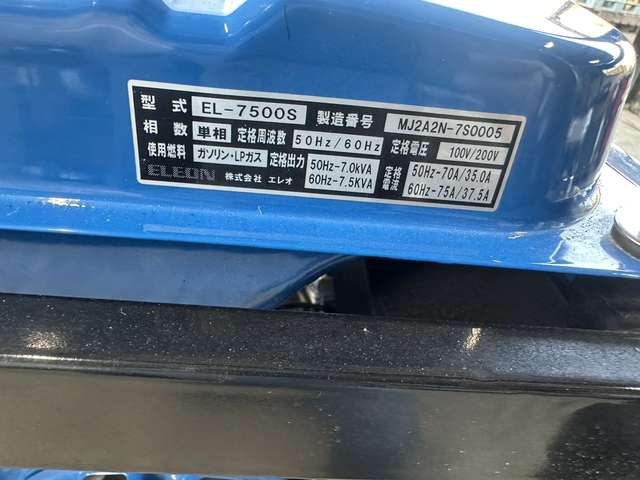 型式 EL-7500S 製造番号 MJ2A2N-7S0005
相数 単相 定格周波数 50Hz/60Hz 定格電圧 100V/200V
使用燃料 ガソリン・LPガス 定格出力 50Hz-7.0kVA 60Hz-7.5KVA 定格電流 50Hz-70A/35.0A 60Hz-75A/37.5A
ELEON 株式会社 エレオ